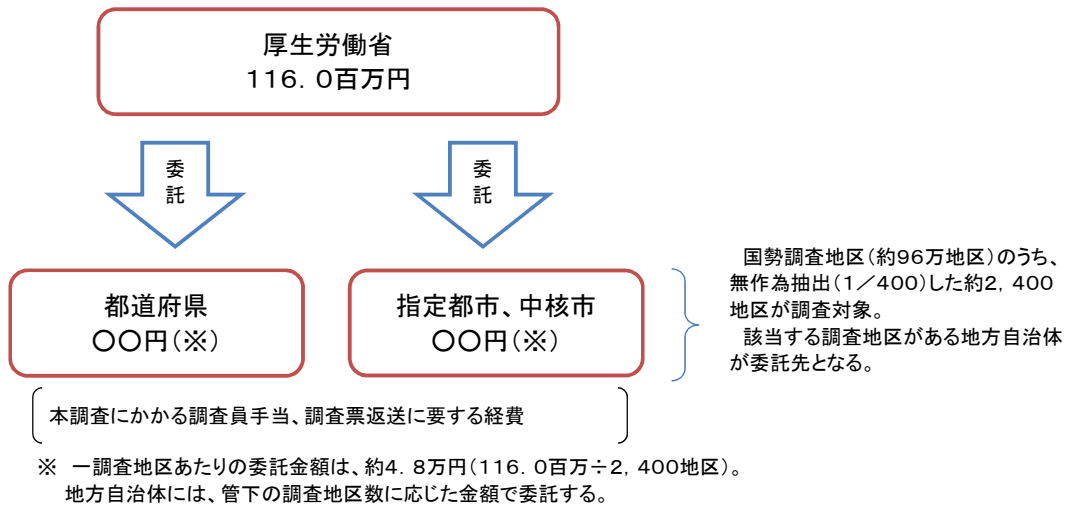 厚生労働省
116．0百万円
委託
委託
都道府県
〇〇円（※）
指定都市、中核市
〇〇円（※）
国勢調査地区（約96万地区）のうち、
無作為抽出（1／400）した約2，400
地区が調査対象。
該当する調査地区がある地方自治体
が委託先となる。
本調査にかかる調査員手当、調査票返送に要する経費
※　一調査地区あたりの委託金額は、約4．8万円（116．0百万÷2，400地区）。
地方自治体には、管下の調査地区数に応じた金額で委託する。